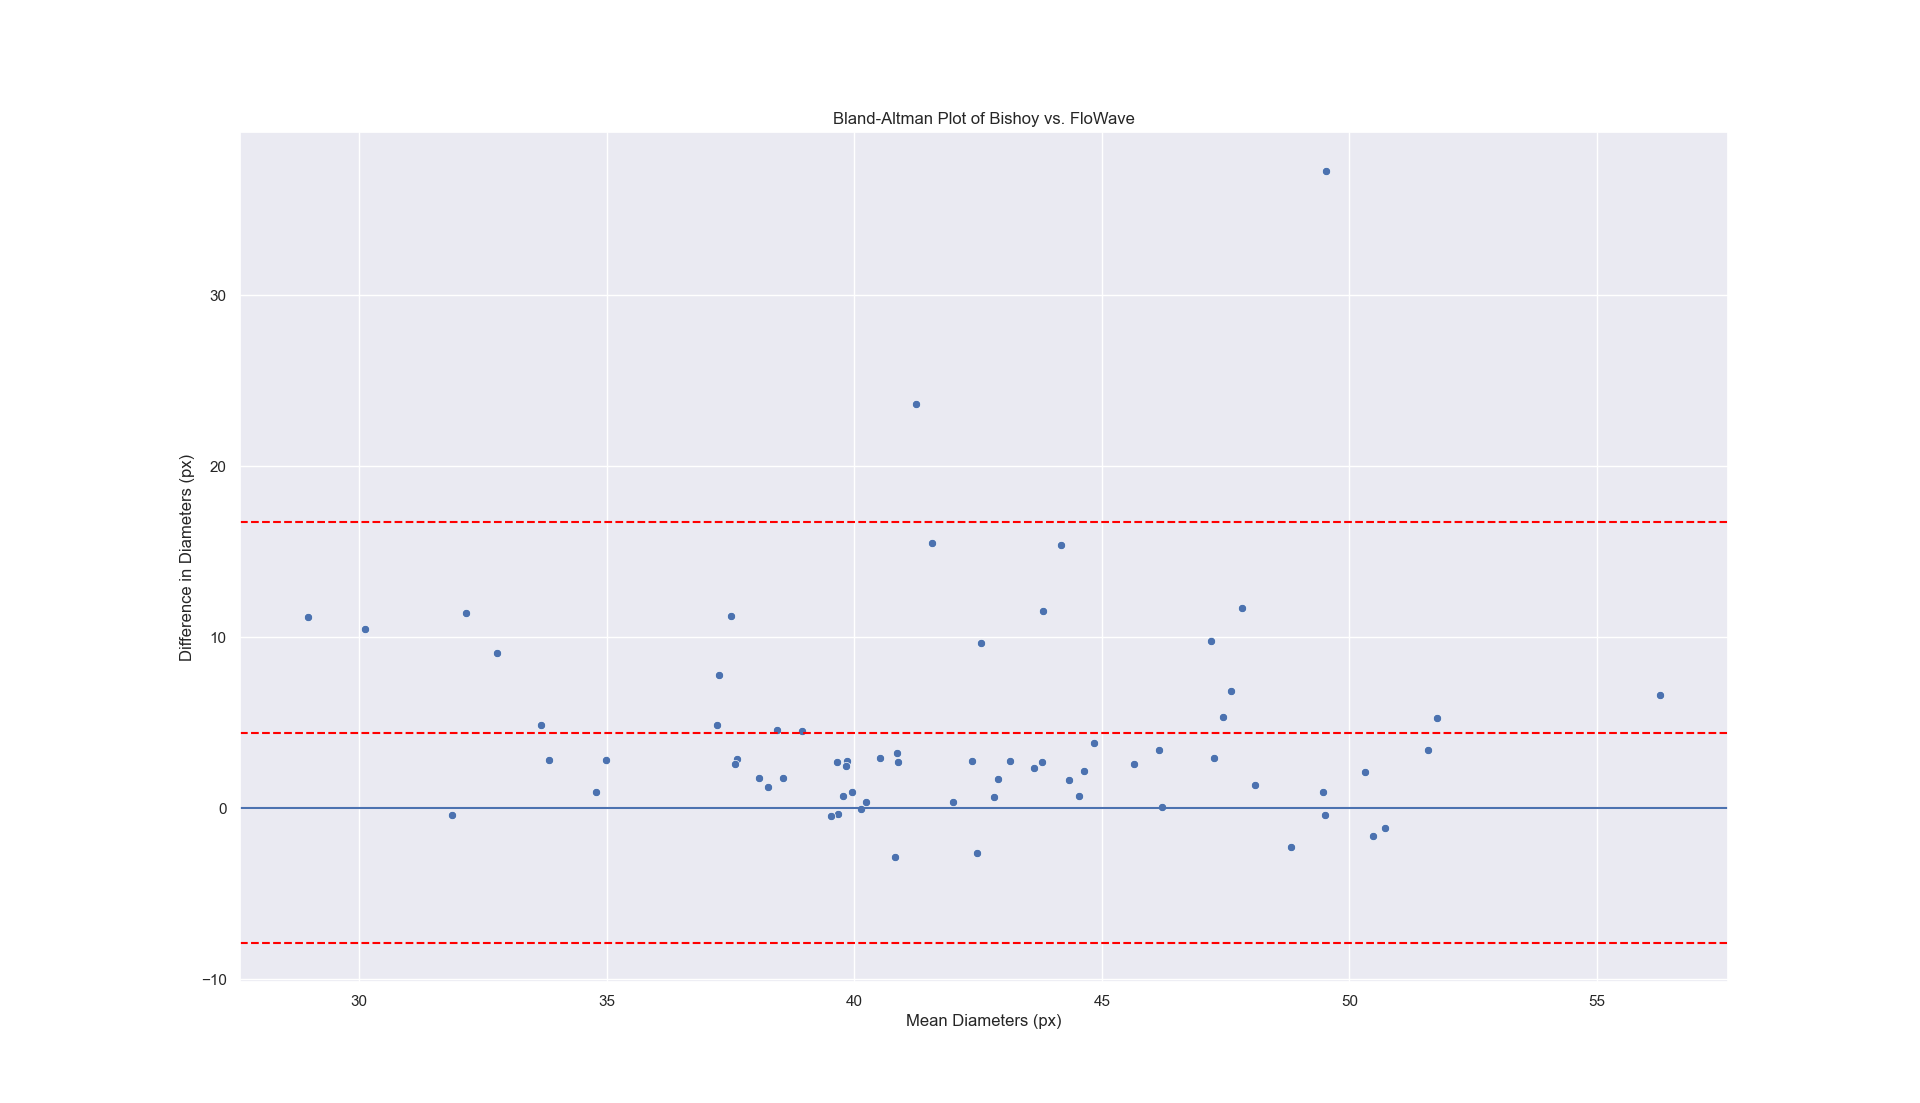 Bland-Altman Plot of Bishoy vs. FloWave
Difference in Diameters (px)
30
20
10
0
−10
30 35 40 45 50 55
Mean Diameters (px)